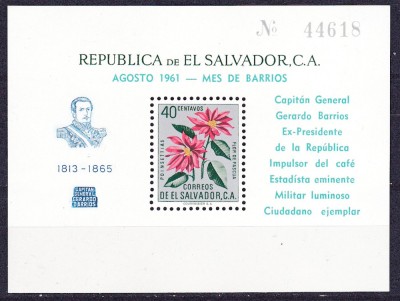 Nº 44618
REPUBLICA DE EL SALVADOR, C.A.
AGOSTO 1961 — MES DE BARRIOS
Capitán General
Gerardo Barrios
Ex-Presidente
de la República
Impulsor del café
Estadísta eminente
Militar luminoso
Ciudadano ejemplar
1813 - 1865
CAPITAN
GENERAL
GERARDO
BARRIOS
40 CENTAVOS
POINSETTIAS
FLOR DE PASCUA
CORREOS
DE EL SALVADOR, C.A.